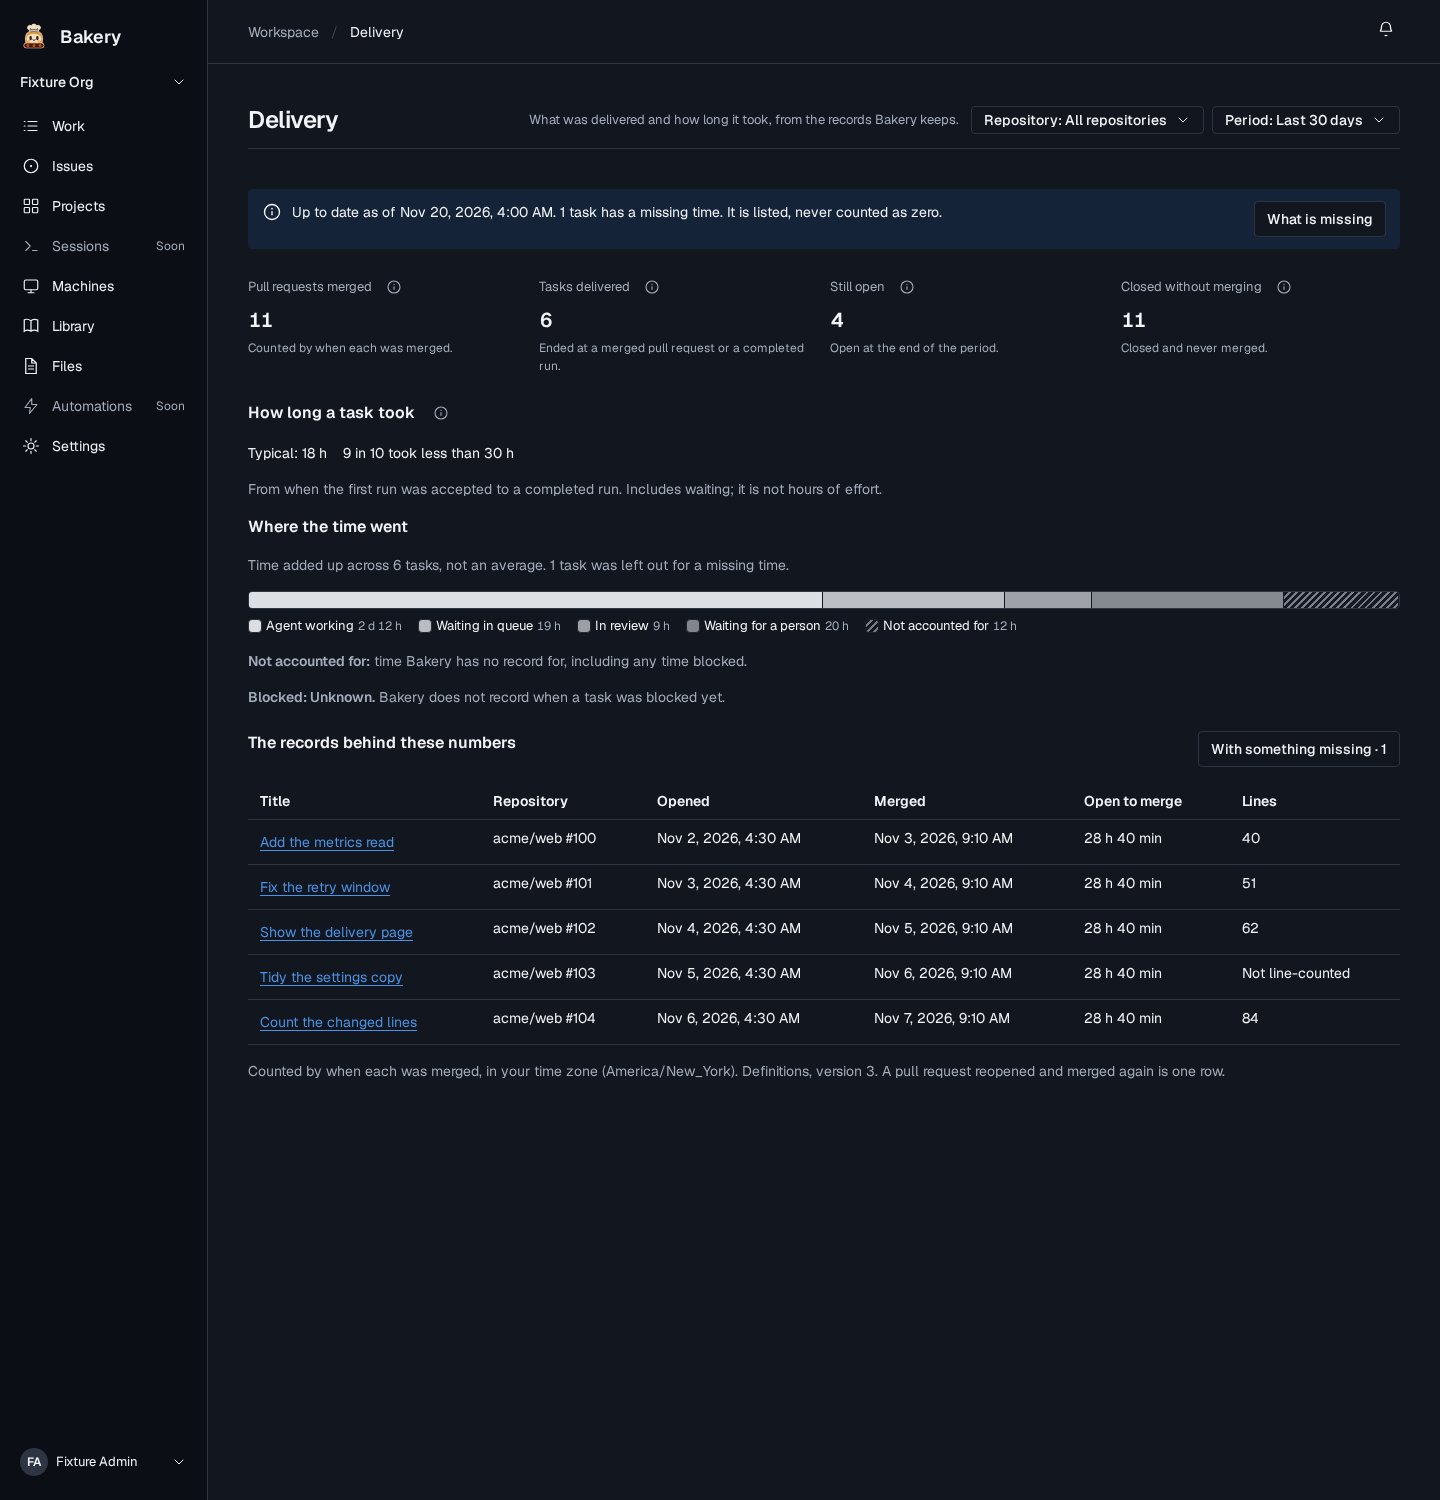 Bakery
Fixture Org
Work
Issues
Projects
Sessions Soon
Machines
Library
Files
Automations Soon
Settings
FA Fixture Admin
Workspace / Delivery
Delivery
What was delivered and how long it took, from the records Bakery keeps.
Repository: All repositories
Period: Last 30 days
Up to date as of Nov 20, 2026, 4:00 AM. 1 task has a missing time. It is listed, never counted as zero.
What is missing
Pull requests merged
11
Counted by when each was merged.
Tasks delivered
6
Ended at a merged pull request or a completed
run.
Still open
4
Open at the end of the period.
Closed without merging
11
Closed and never merged.
How long a task took
Typical: 18 h 9 in 10 took less than 30 h
From when the first run was accepted to a completed run. Includes waiting; it is not hours of effort.
Where the time went
Time added up across 6 tasks, not an average. 1 task was left out for a missing time.
Agent working 2 d 12 h Waiting in queue 19 h In review 9 h Waiting for a person 20 h Not accounted for 12 h
Not accounted for: time Bakery has no record for, including any time blocked.
Blocked: Unknown. Bakery does not record when a task was blocked yet.
The records behind these numbers
With something missing · 1
Title Repository Opened Merged Open to merge Lines
Add the metrics read acme/web #100 Nov 2, 2026, 4:30 AM Nov 3, 2026, 9:10 AM 28 h 40 min 40
Fix the retry window acme/web #101 Nov 3, 2026, 4:30 AM Nov 4, 2026, 9:10 AM 28 h 40 min 51
Show the delivery page acme/web #102 Nov 4, 2026, 4:30 AM Nov 5, 2026, 9:10 AM 28 h 40 min 62
Tidy the settings copy acme/web #103 Nov 5, 2026, 4:30 AM Nov 6, 2026, 9:10 AM 28 h 40 min Not line-counted
Count the changed lines acme/web #104 Nov 6, 2026, 4:30 AM Nov 7, 2026, 9:10 AM 28 h 40 min 84
Counted by when each was merged, in your time zone (America/New_York). Definitions, version 3. A pull request reopened and merged again is one row.